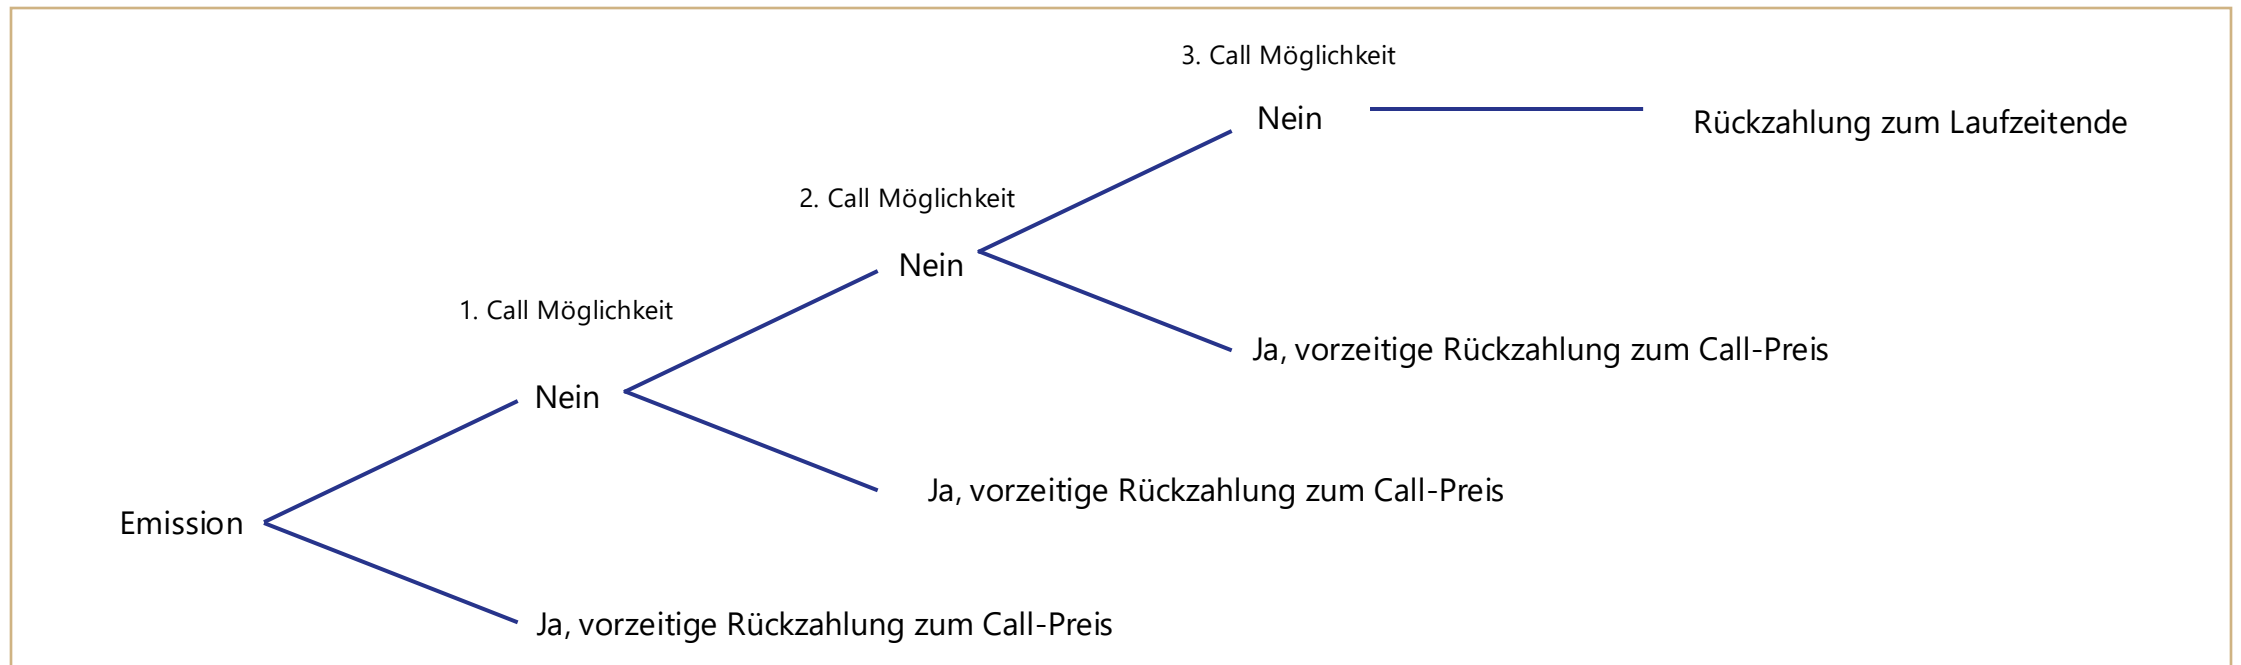 3. Call Möglichkeit
Nein
Rückzahlung zum Laufzeitende
2. Call Möglichkeit
Nein
1. Call Möglichkeit
Ja, vorzeitige Rückzahlung zum Call-Preis
Nein
Ja, vorzeitige Rückzahlung zum Call-Preis
Emission
Ja, vorzeitige Rückzahlung zum Call-Preis